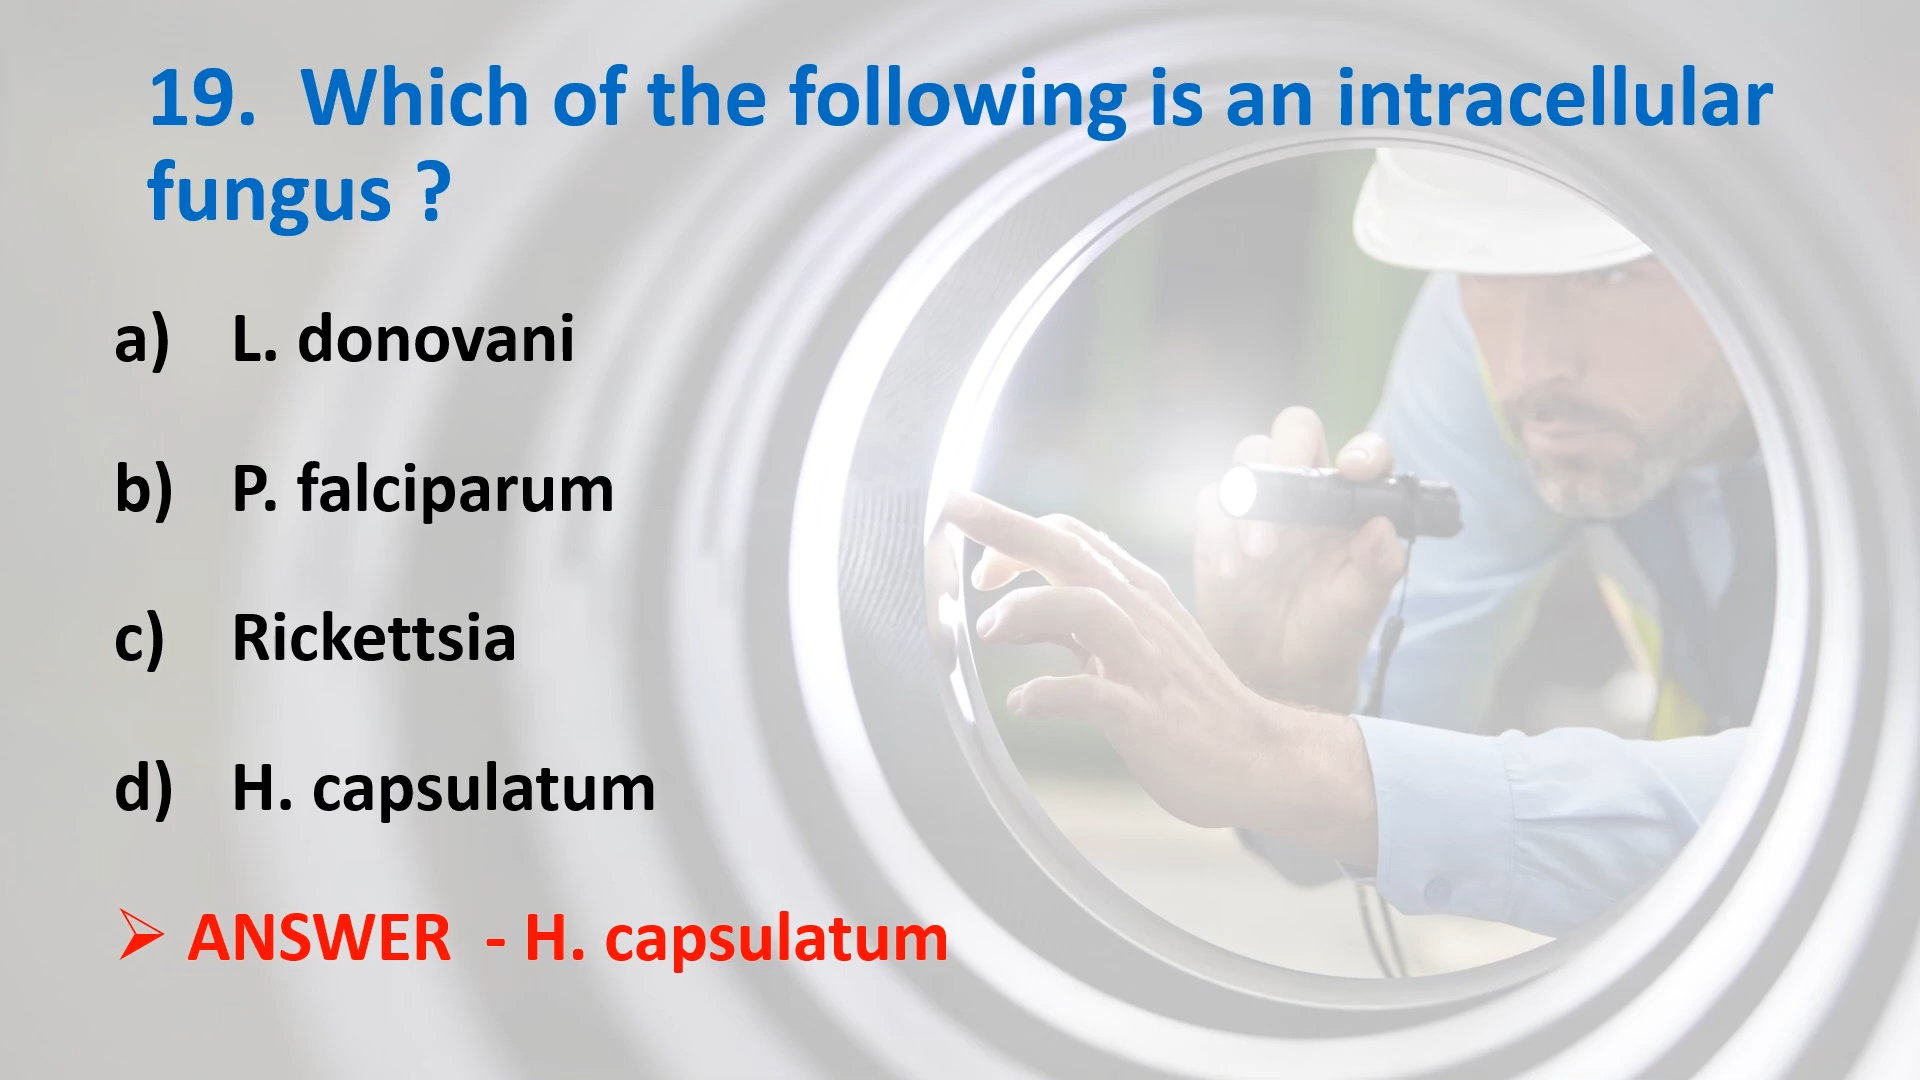 19.  Which of the following is an intracellular
fungus ?
a) L. donovani
b) P. falciparum
c) Rickettsia
d) H. capsulatum
➢ ANSWER  - H. capsulatum